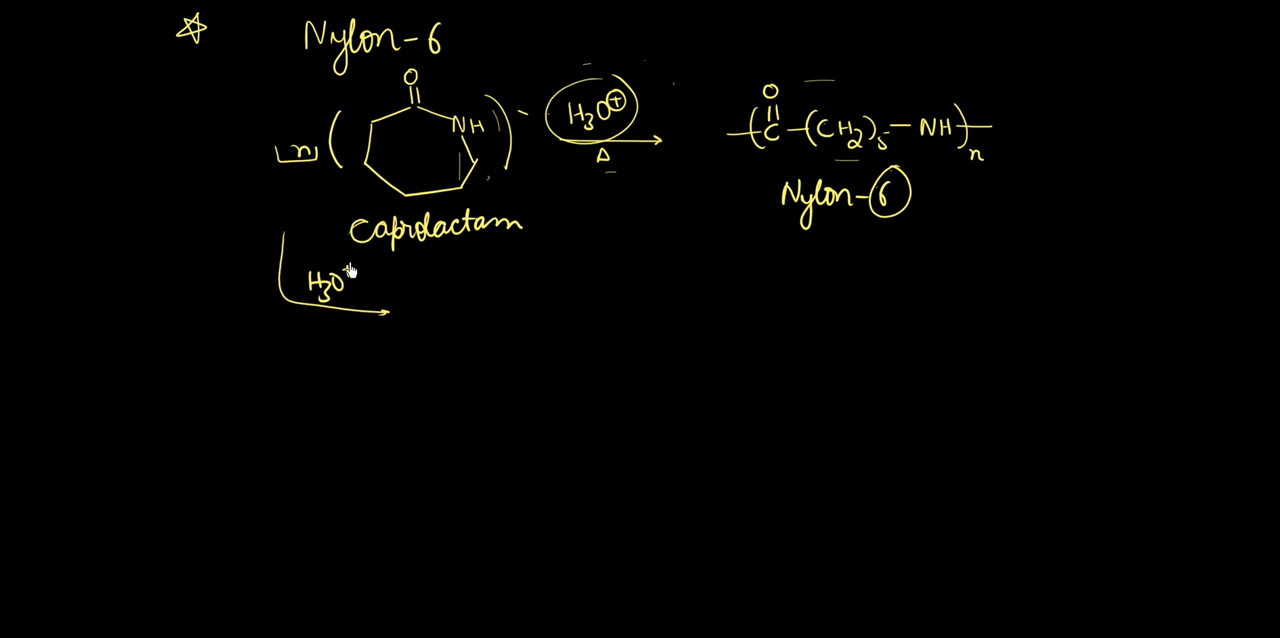 ☆ Nylon-6
O
n ( NH ) H₃O⊕ Δ
O
-(C-(CH₂)₅-NH)-n
Caprolactam
Nylon-6
H₃O⁺